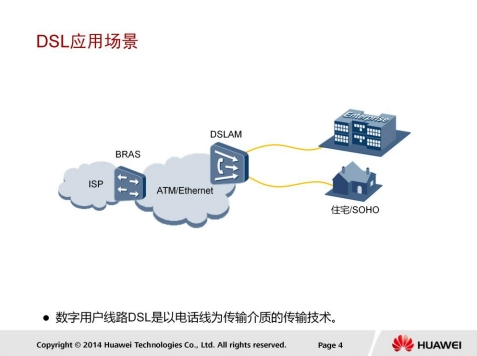 DSL应用场景
DSLAM
Enterprise
BRAS
ISP
ATM/Ethernet
住宅/SOHO
● 数字用户线路DSL是以电话线为传输介质的传输技术。
Copyright © 2014 Huawei Technologies Co., Ltd. All rights reserved.
Page 4
HUAWEI